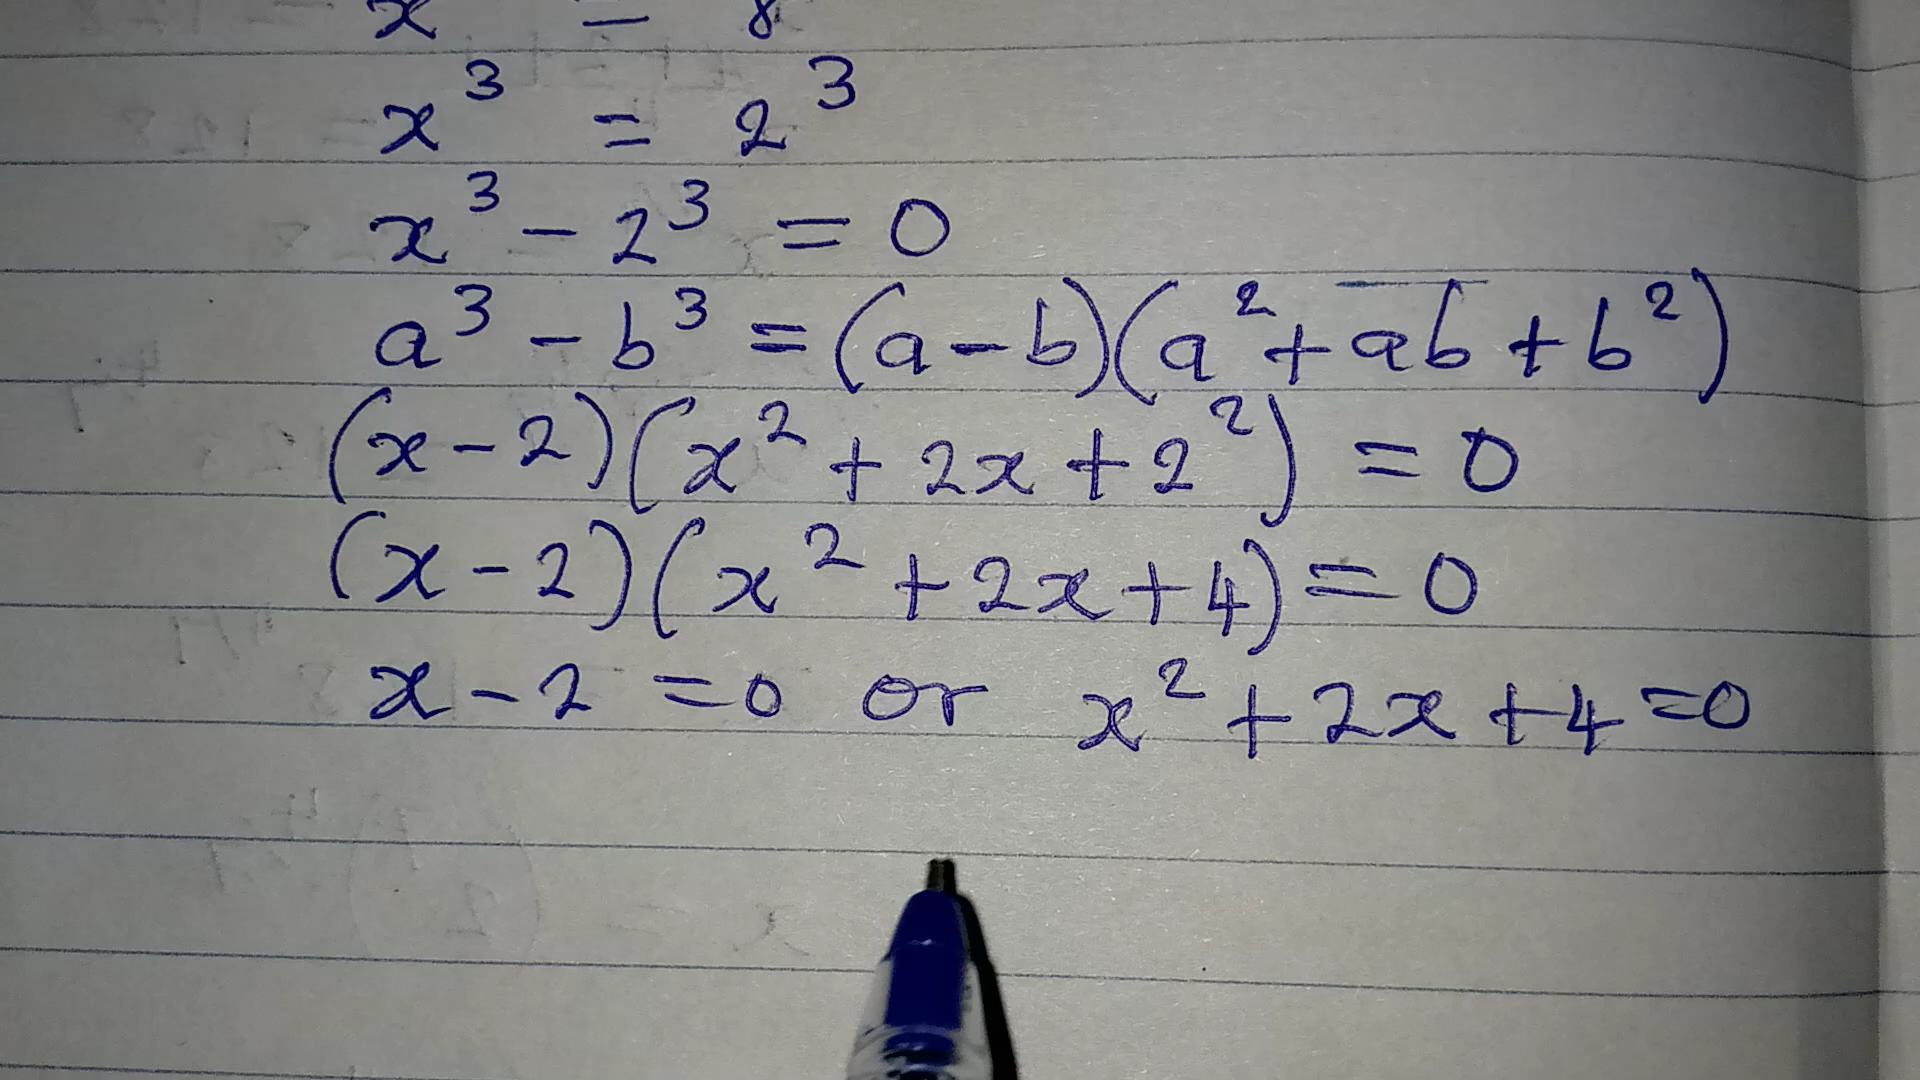 x = 8
x³ = 2³
x³ - 2³ = 0
a³ - b³ = (a-b)(a²+ab+b²)
(x-2)(x²+2x+2²) = 0
(x-2)(x²+2x+4) = 0
x-2 = 0 or x²+2x+4=0